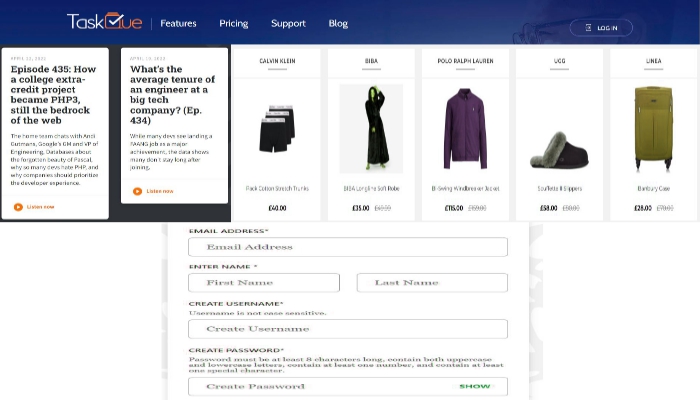 TaskQue
Features
Pricing
Support
Blog
LOG IN
APRIL 20, 2022
Episode 435: How
a college extra-
credit project
became PHP3,
still the bedrock
of the web
The home team chats with Andi
Gutmans, Google's GM and VP of
Engineering, Databases about
the forgotten beauty of Pascal,
why so many devs hate PHP, and
why companies should prioritize
the developer experience.
Listen now
What's the
average tenure of
an engineer at a
big tech
company? (Ep.
434)
While many devs see landing a
FAANG job as a major
achievement, the data shows
many don't stay long after
joining.
Listen now
CALVIN KLEIN
Pack Cotton Stretch Trunks
£40.00
BIBA
BIBA Longline Soft Robe
£35.00
POLO RALPH LAUREN
Bi-Swing Windbreaker Jacket
£115.00 £159.00
UGG
Scuffette II Slippers
£58.00 £80.00
LINEA
Banbury Case
£28.00 £70.00
EMAIL ADDRESS*
Email Address
ENTER NAME *
First Name
Last Name
CREATE USERNAME*
Username is not case sensitive.
Create Username
CREATE PASSWORD*
Password must be at least 8 characters long, contain both uppercase
and lowercase letters, contain at least one number, and contain at least
one special character.
Create Password
SHOW